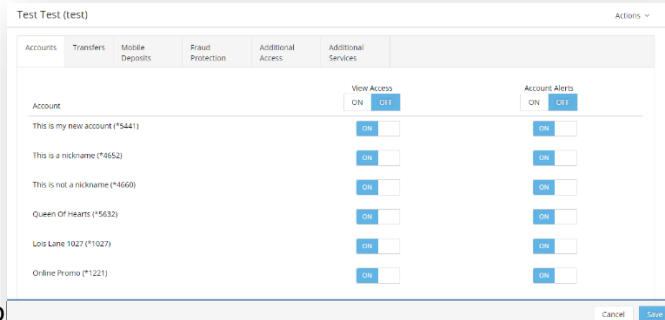 Test Test (test)
Actions
Accounts
Transfers
Mobile
Deposits
Fraud
Protection
Additional
Access
Additional
Services
View Access
Account Alerts
Account
ON OFF
ON OFF
This is my new account (*5441)
ON
ON
This is a nickname (*4652)
ON
ON
This is not a nickname (*4660)
ON
ON
Queen Of Hearts (*5632)
ON
ON
Lois Lane 1027 (*1027)
ON
ON
Online Promo (*1221)
ON
ON
Cancel
Save